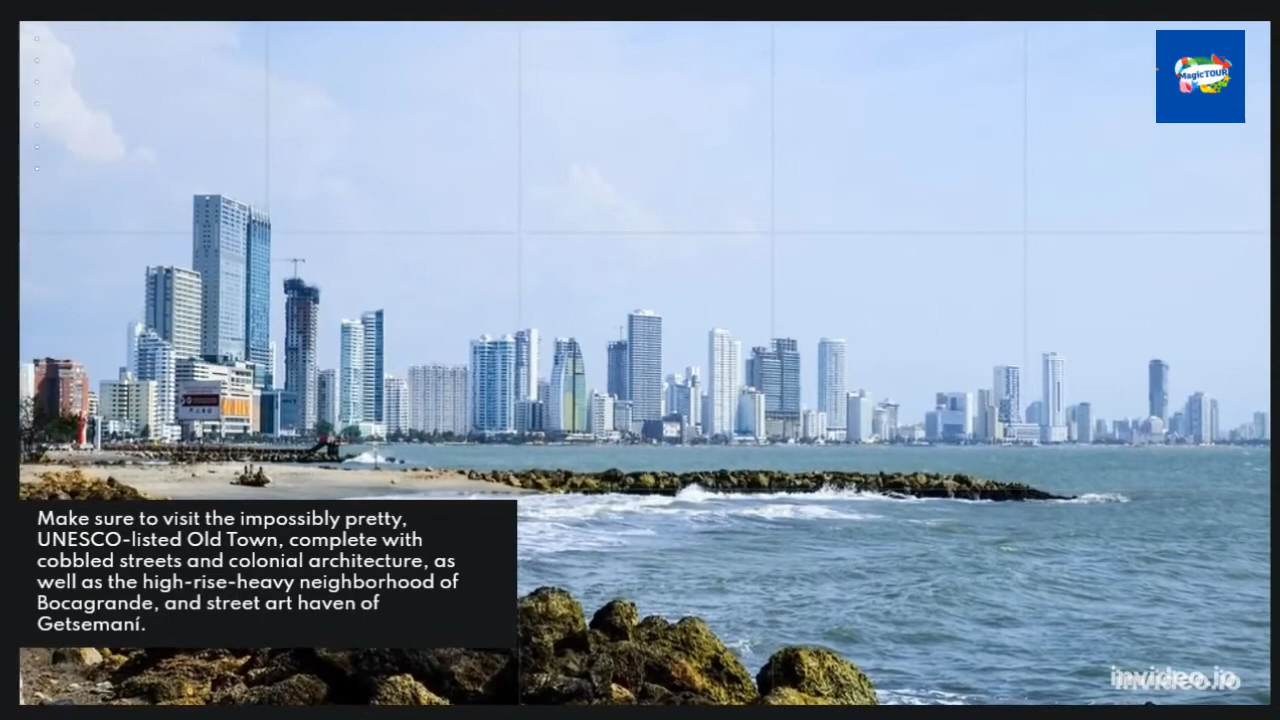 MagicTOUR
Make sure to visit the impossibly pretty,
UNESCO-listed Old Town, complete with
cobbled streets and colonial architecture, as
well as the high-rise-heavy neighborhood of
Bocagrande, and street art haven of
Getsemaní.
invideo.io